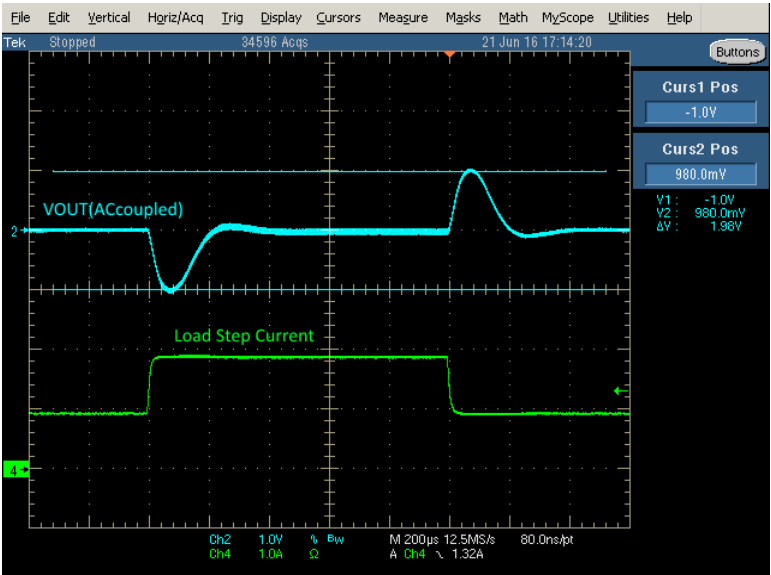 File Edit Vertical Horiz/Acq Trig Display Cursors Measure Masks Math MyScope Utilities Help
Tek Stopped 34596 Acqs 21 Jun 16 17:14:20
Buttons
Curs1 Pos
-1.0V
Curs2 Pos
980.0mV
V1 : -1.0V
V2 : 980.0mV
ΔV : 1.98V
VOUT(ACcoupled)
2
Load Step Current
4
Ch2 1.0V % Bw M 200µs 12.5MS/s 80.0ns/pt
Ch4 1.0A Ω A Ch4 ∖ 1.32A